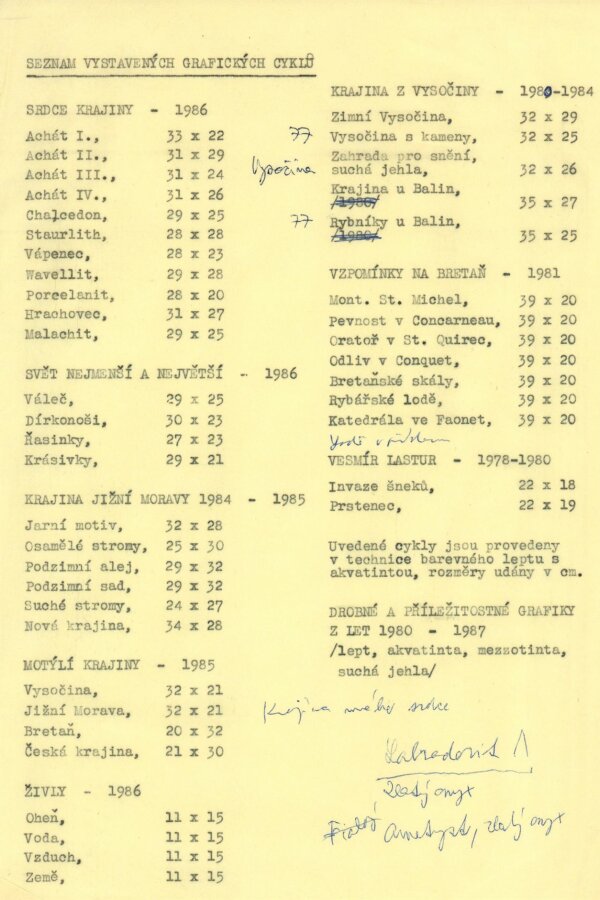 SEZNAM VYSTAVENÝCH GRAFICKÝCH CYKLŮ
SRDCE KRAJINY - 1986
Achát I., 33 x 22
Achát II., 31 x 29
Achát III., 31 x 24
Achát IV., 31 x 26
Chalcedon, 29 x 25
Staurlith, 28 x 28
Vápenec, 28 x 23
Wavellit, 29 x 28
Porcelanit, 28 x 20
Hrachovec, 31 x 27
Malachit, 29 x 25
SVĚT NEJMENŠÍ A NEJVĚTŠÍ - 1986
Váleč, 29 x 25
Dírkonoši, 30 x 23
Řasinky, 27 x 23
Krásivky, 29 x 21
KRAJINA JIŽNÍ MORAVY 1984 - 1985
Jarní motiv, 32 x 28
Osamělé stromy, 25 x 30
Podzimní alej, 29 x 32
Podzimní sad, 29 x 32
Suché stromy, 24 x 27
Nová krajina, 34 x 28
MOTÝLÍ KRAJINY - 1985
Vysočina, 32 x 21
Jižní Morava, 32 x 21
Bretaň, 20 x 32
Česká krajina, 21 x 30
ŽIVLY - 1986
Oheň, 11 x 15
Voda, 11 x 15
Vzduch, 11 x 15
Země, 11 x 15
KRAJINA Z VYSOČINY - 1980-1984
Zimní Vysočina, 32 x 29
77 Vysočina s kameny, 32 x 25
Zahrada pro snění,
Vysočina suchá jehla, 32 x 26
Krajina u Balin,
/1980/ 35 x 27
77 Rybníky u Balin,
/1980/ 35 x 25
VZPOMÍNKY NA BRETAŇ - 1981
Mont. St. Michel, 39 x 20
Pevnost v Concarneau, 39 x 20
Oratoř v St. Quirec, 39 x 20
Odliv v Conquet, 39 x 20
Bretaňské skály, 39 x 20
Rybářské lodě, 39 x 20
Katedrála ve Faonet, 39 x 20
VESMÍR LASTUR - 1978-1980
Invaze šneků, 22 x 18
Prstenec, 22 x 19
Uvedené cykly jsou provedeny
v technice barevného leptu s
akvatintou, rozměry udány v cm.
DROBNÉ A PŘÍLEŽITOSTNÉ GRAFIKY
Z LET 1980 - 1987
/lept, akvatinta, mezzotinta,
suchá jehla/
Krajina mého srdce
Labradorit
Zlatý onyx
Ametyst, zlatý onyx